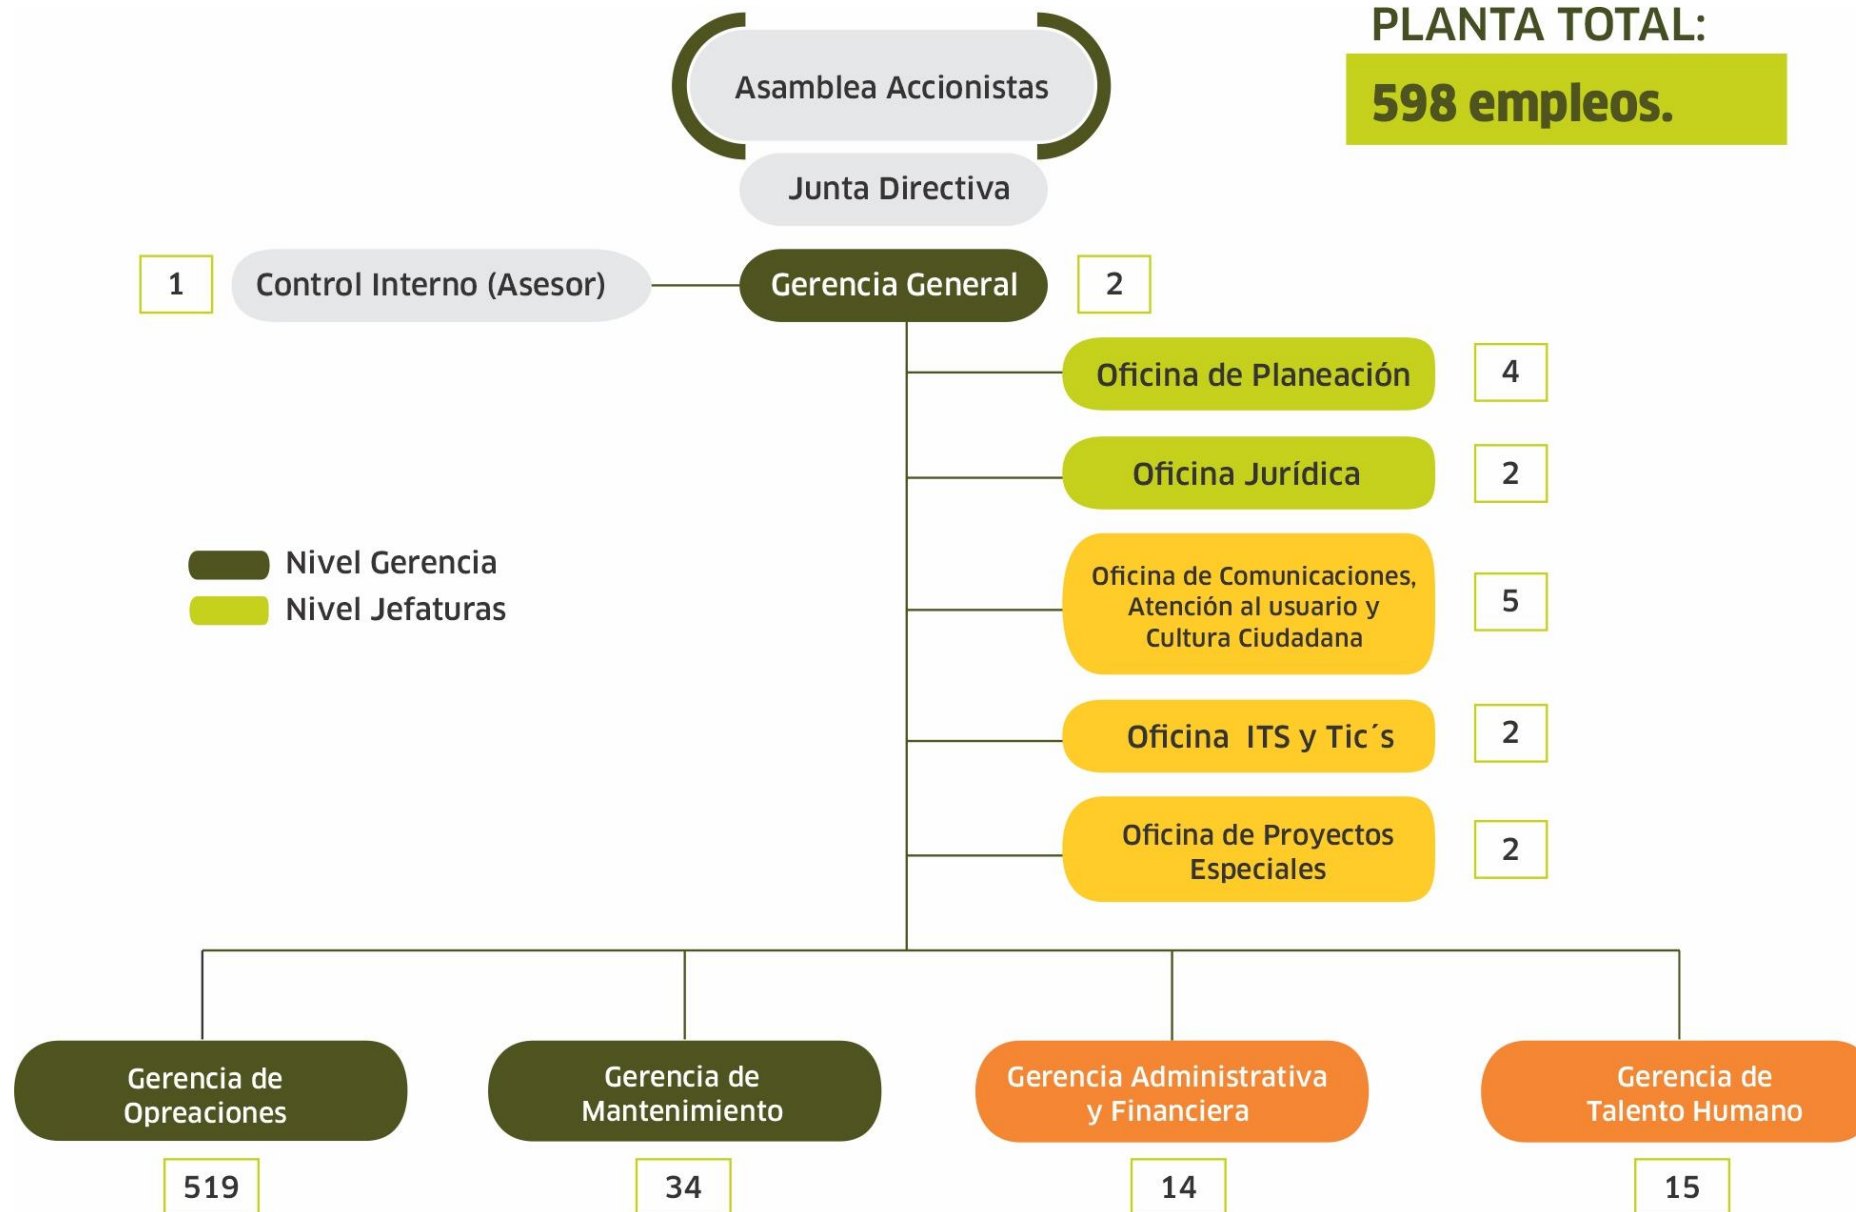 PLANTA TOTAL:
598 empleos.
Asamblea Accionistas
Junta Directiva
1
Control Interno (Asesor)
Gerencia General
2
Oficina de Planeación
4
Oficina Jurídica
2
Nivel Gerencia
Nivel Jefaturas
Oficina de Comunicaciones,
Atención al usuario y
Cultura Ciudadana
5
Oficina ITS y Tic´s
2
Oficina de Proyectos
Especiales
2
Gerencia de
Opreaciones
519
Gerencia de
Mantenimiento
34
Gerencia Administrativa
y Financiera
14
Gerencia de
Talento Humano
15